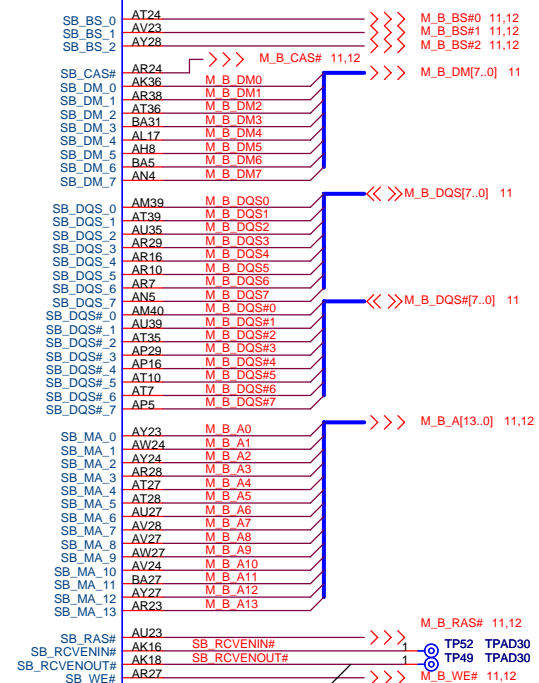 SB_BS_0 AT24 M_B_BS#0 11,12
SB_BS_1 AV23 M_B_BS#1 11,12
SB_BS_2 AY28 M_B_BS#2 11,12
SB_CAS# AR24 M_B_CAS# 11,12
SB_DM_0 AK36 M_B_DM0 M_B_DM[7..0] 11
SB_DM_1 AR38 M_B_DM1
SB_DM_2 AT36 M_B_DM2
SB_DM_3 BA31 M_B_DM3
SB_DM_4 AL17 M_B_DM4
SB_DM_5 AH8 M_B_DM5
SB_DM_6 BA5 M_B_DM6
SB_DM_7 AN4 M_B_DM7
SB_DQS_0 AM39 M_B_DQS0 M_B_DQS[7..0] 11
SB_DQS_1 AT39 M_B_DQS1
SB_DQS_2 AU35 M_B_DQS2
SB_DQS_3 AR29 M_B_DQS3
SB_DQS_4 AR16 M_B_DQS4
SB_DQS_5 AR10 M_B_DQS5
SB_DQS_6 AR7 M_B_DQS6
SB_DQS_7 AN5 M_B_DQS7
SB_DQS#_0 AM40 M_B_DQS#0 M_B_DQS#[7..0] 11
SB_DQS#_1 AU39 M_B_DQS#1
SB_DQS#_2 AT35 M_B_DQS#2
SB_DQS#_3 AP29 M_B_DQS#3
SB_DQS#_4 AP16 M_B_DQS#4
SB_DQS#_5 AT10 M_B_DQS#5
SB_DQS#_6 AT7 M_B_DQS#6
SB_DQS#_7 AP5 M_B_DQS#7
SB_MA_0 AY23 M_B_A0 M_B_A[13..0] 11,12
SB_MA_1 AW24 M_B_A1
SB_MA_2 AY24 M_B_A2
SB_MA_3 AR28 M_B_A3
SB_MA_4 AT27 M_B_A4
SB_MA_5 AT28 M_B_A5
SB_MA_6 AU27 M_B_A6
SB_MA_7 AV28 M_B_A7
SB_MA_8 AV27 M_B_A8
SB_MA_9 AW27 M_B_A9
SB_MA_10 AV24 M_B_A10
SB_MA_11 BA27 M_B_A11
SB_MA_12 AY27 M_B_A12
SB_MA_13 AR23 M_B_A13
SB_RAS# AU23 M_B_RAS# 11,12
SB_RCVENIN# AK16 SB_RCVENIN# 1 TP52 TPAD30
SB_RCVENOUT# AK18 SB_RCVENOUT# 1 TP49 TPAD30
SB_WE# AR27 M_B_WE# 11,12